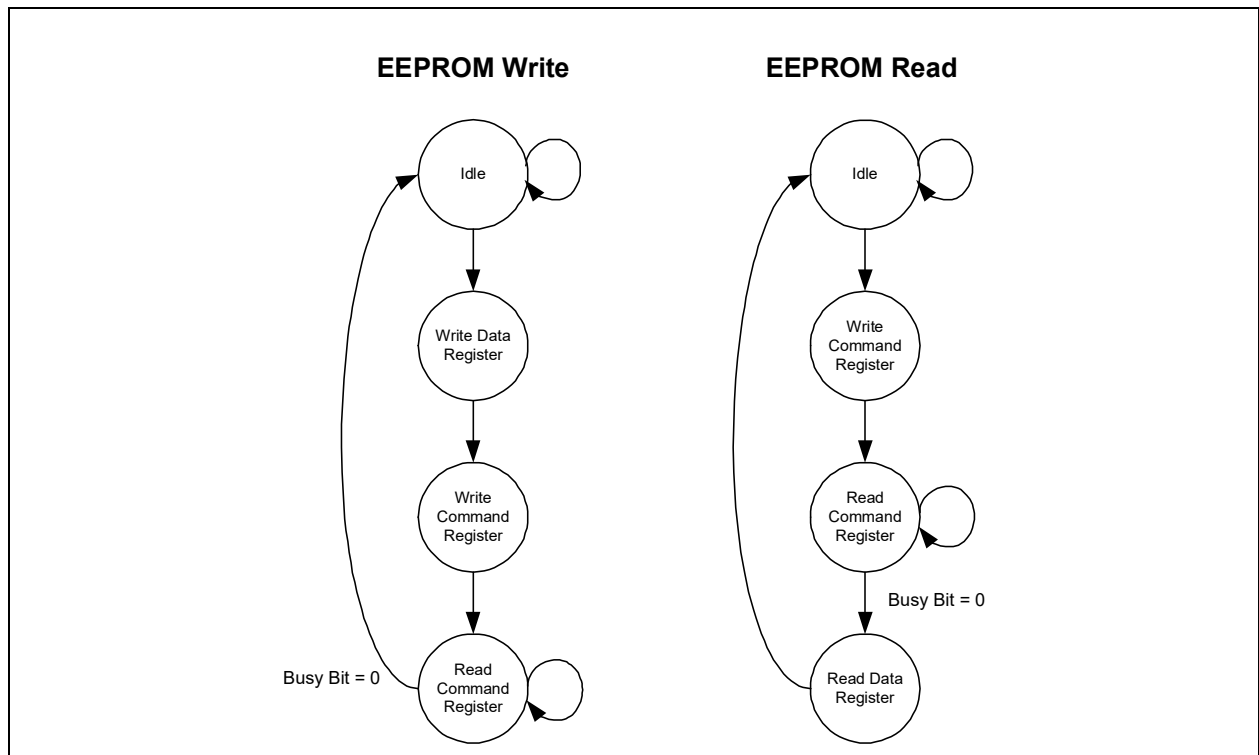 EEPROM Write
Idle
Write Data
Register
Write
Command
Register
Read
Command
Register
Busy Bit = 0
EEPROM Read
Idle
Write
Command
Register
Read
Command
Register
Busy Bit = 0
Read Data
Register